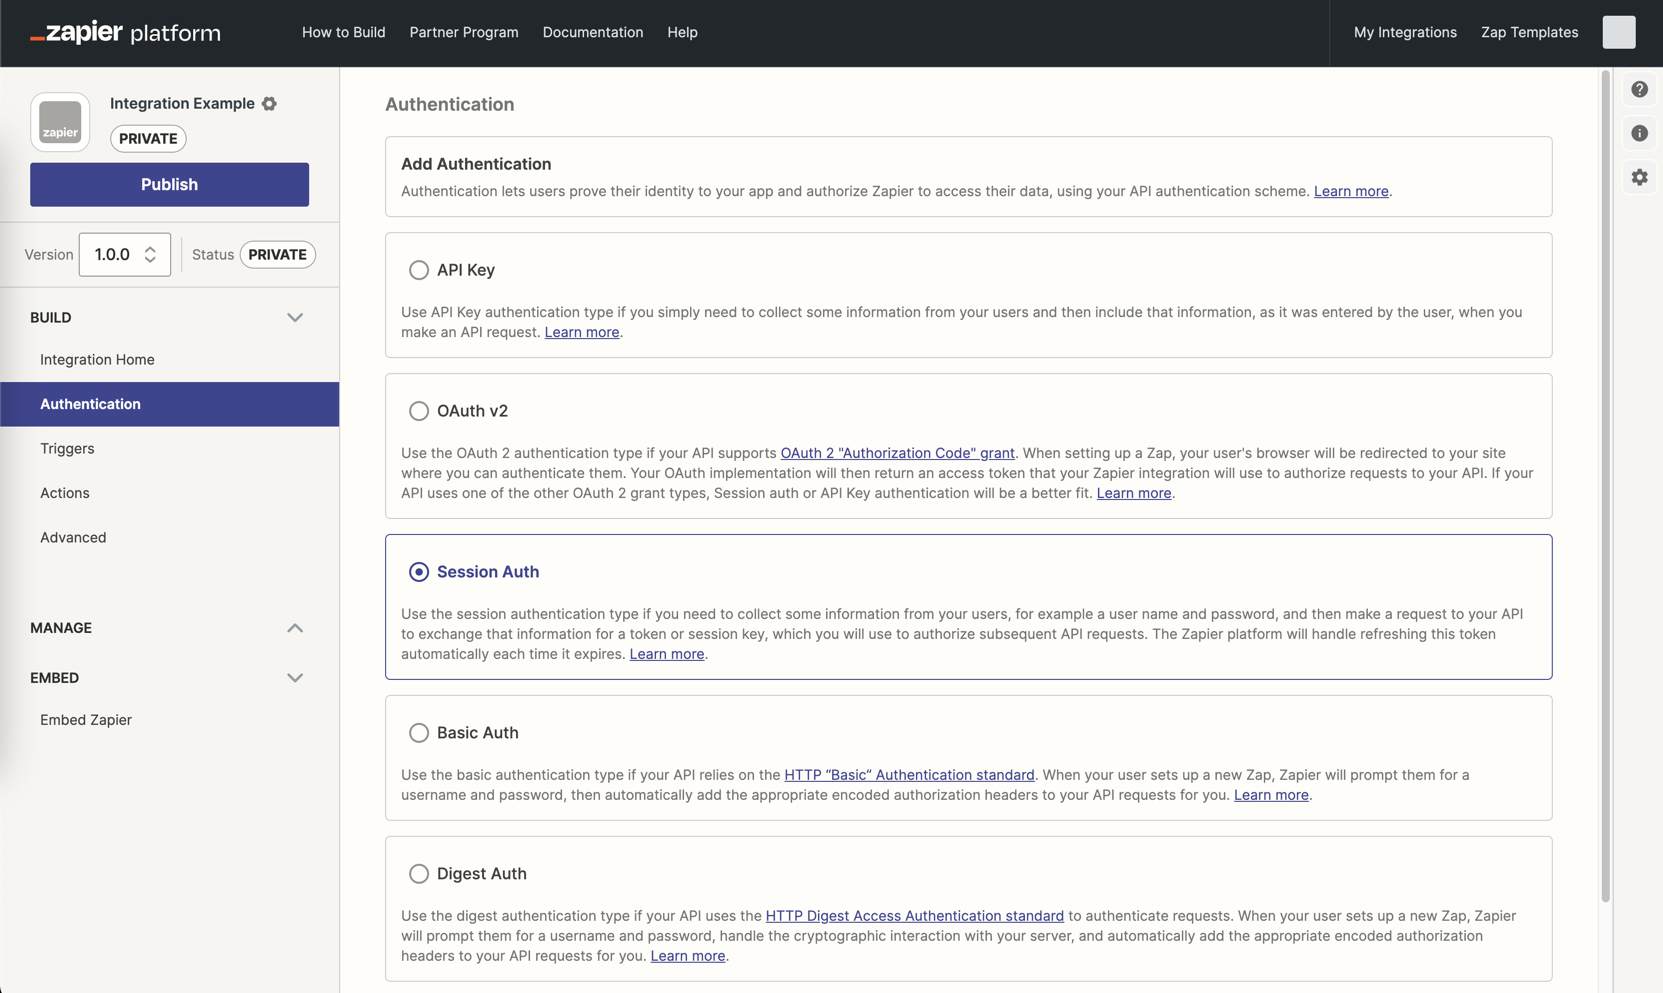 zapier platform
How to Build
Partner Program
Documentation
Help
My Integrations
Zap Templates
zapier
Integration Example
PRIVATE
Publish
Version
1.0.0
Status
PRIVATE
BUILD
Integration Home
Authentication
Triggers
Actions
Advanced
MANAGE
EMBED
Embed Zapier
Authentication
Add Authentication
Authentication lets users prove their identity to your app and authorize Zapier to access their data, using your API authentication scheme. Learn more.
API Key
Use API Key authentication type if you simply need to collect some information from your users and then include that information, as it was entered by the user, when you
make an API request. Learn more.
OAuth v2
Use the OAuth 2 authentication type if your API supports OAuth 2 "Authorization Code" grant. When setting up a Zap, your user's browser will be redirected to your site
where you can authenticate them. Your OAuth implementation will then return an access token that your Zapier integration will use to authorize requests to your API. If your
API uses one of the other OAuth 2 grant types, Session auth or API Key authentication will be a better fit. Learn more.
Session Auth
Use the session authentication type if you need to collect some information from your users, for example a user name and password, and then make a request to your API
to exchange that information for a token or session key, which you will use to authorize subsequent API requests. The Zapier platform will handle refreshing this token
automatically each time it expires. Learn more.
Basic Auth
Use the basic authentication type if your API relies on the HTTP “Basic” Authentication standard. When your user sets up a new Zap, Zapier will prompt them for a
username and password, then automatically add the appropriate encoded authorization headers to your API requests for you. Learn more.
Digest Auth
Use the digest authentication type if your API uses the HTTP Digest Access Authentication standard to authenticate requests. When your user sets up a new Zap, Zapier
will prompt them for a username and password, handle the cryptographic interaction with your server, and automatically add the appropriate encoded authorization
headers to your API requests for you. Learn more.